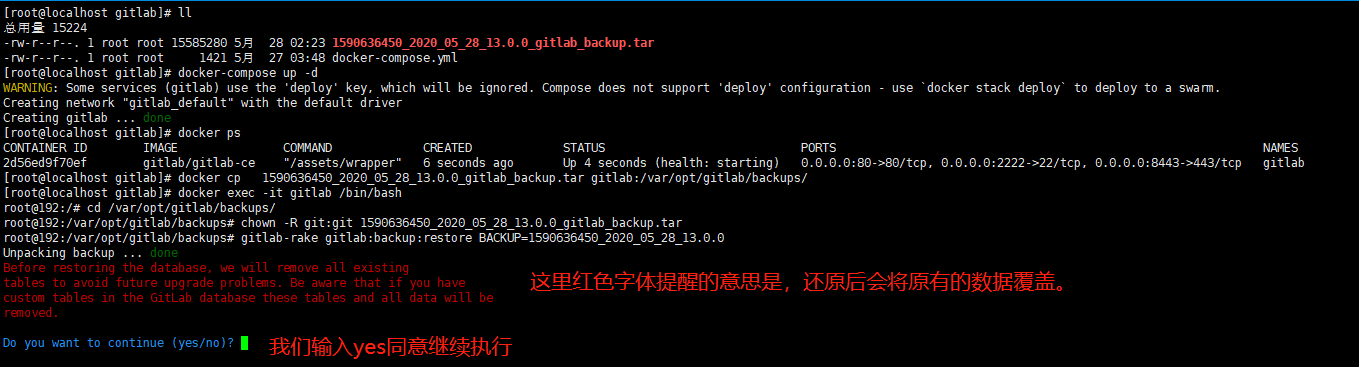 [root@localhost gitlab]# ll
总用量 15224
-rw-r--r--. 1 root root 15585280 5月  28 02:23 1590636450_2020_05_28_13.0.0_gitlab_backup.tar
-rw-r--r--. 1 root root     1421 5月  27 03:48 docker-compose.yml
[root@localhost gitlab]# docker-compose up -d
WARNING: Some services (gitlab) use the 'deploy' key, which will be ignored. Compose does not support 'deploy' configuration - use `docker stack deploy` to deploy to a swarm.
Creating network "gitlab_default" with the default driver
Creating gitlab ... done
[root@localhost gitlab]# docker ps
CONTAINER ID        IMAGE               COMMAND             CREATED             STATUS                            PORTS                                                            NAMES
2d56ed9f70ef        gitlab/gitlab-ce    "/assets/wrapper"   6 seconds ago       Up 4 seconds (health: starting)   0.0.0.0:80->80/tcp, 0.0.0.0:2222->22/tcp, 0.0.0.0:8443->443/tcp   gitlab
[root@localhost gitlab]# docker cp   1590636450_2020_05_28_13.0.0_gitlab_backup.tar gitlab:/var/opt/gitlab/backups/
[root@localhost gitlab]# docker exec -it gitlab /bin/bash
root@192:/# cd /var/opt/gitlab/backups/
root@192:/var/opt/gitlab/backups# chown -R git:git 1590636450_2020_05_28_13.0.0_gitlab_backup.tar
root@192:/var/opt/gitlab/backups# gitlab-rake gitlab:backup:restore BACKUP=1590636450_2020_05_28_13.0.0
Unpacking backup ... done
Before restoring the database, we will remove all existing
tables to avoid future upgrade problems. Be aware that if you have
custom tables in the GitLab database these tables and all data will be
removed.
这里红色字体提醒的意思是，还原后会将原有的数据覆盖。
Do you want to continue (yes/no)?
我们输入yes同意继续执行